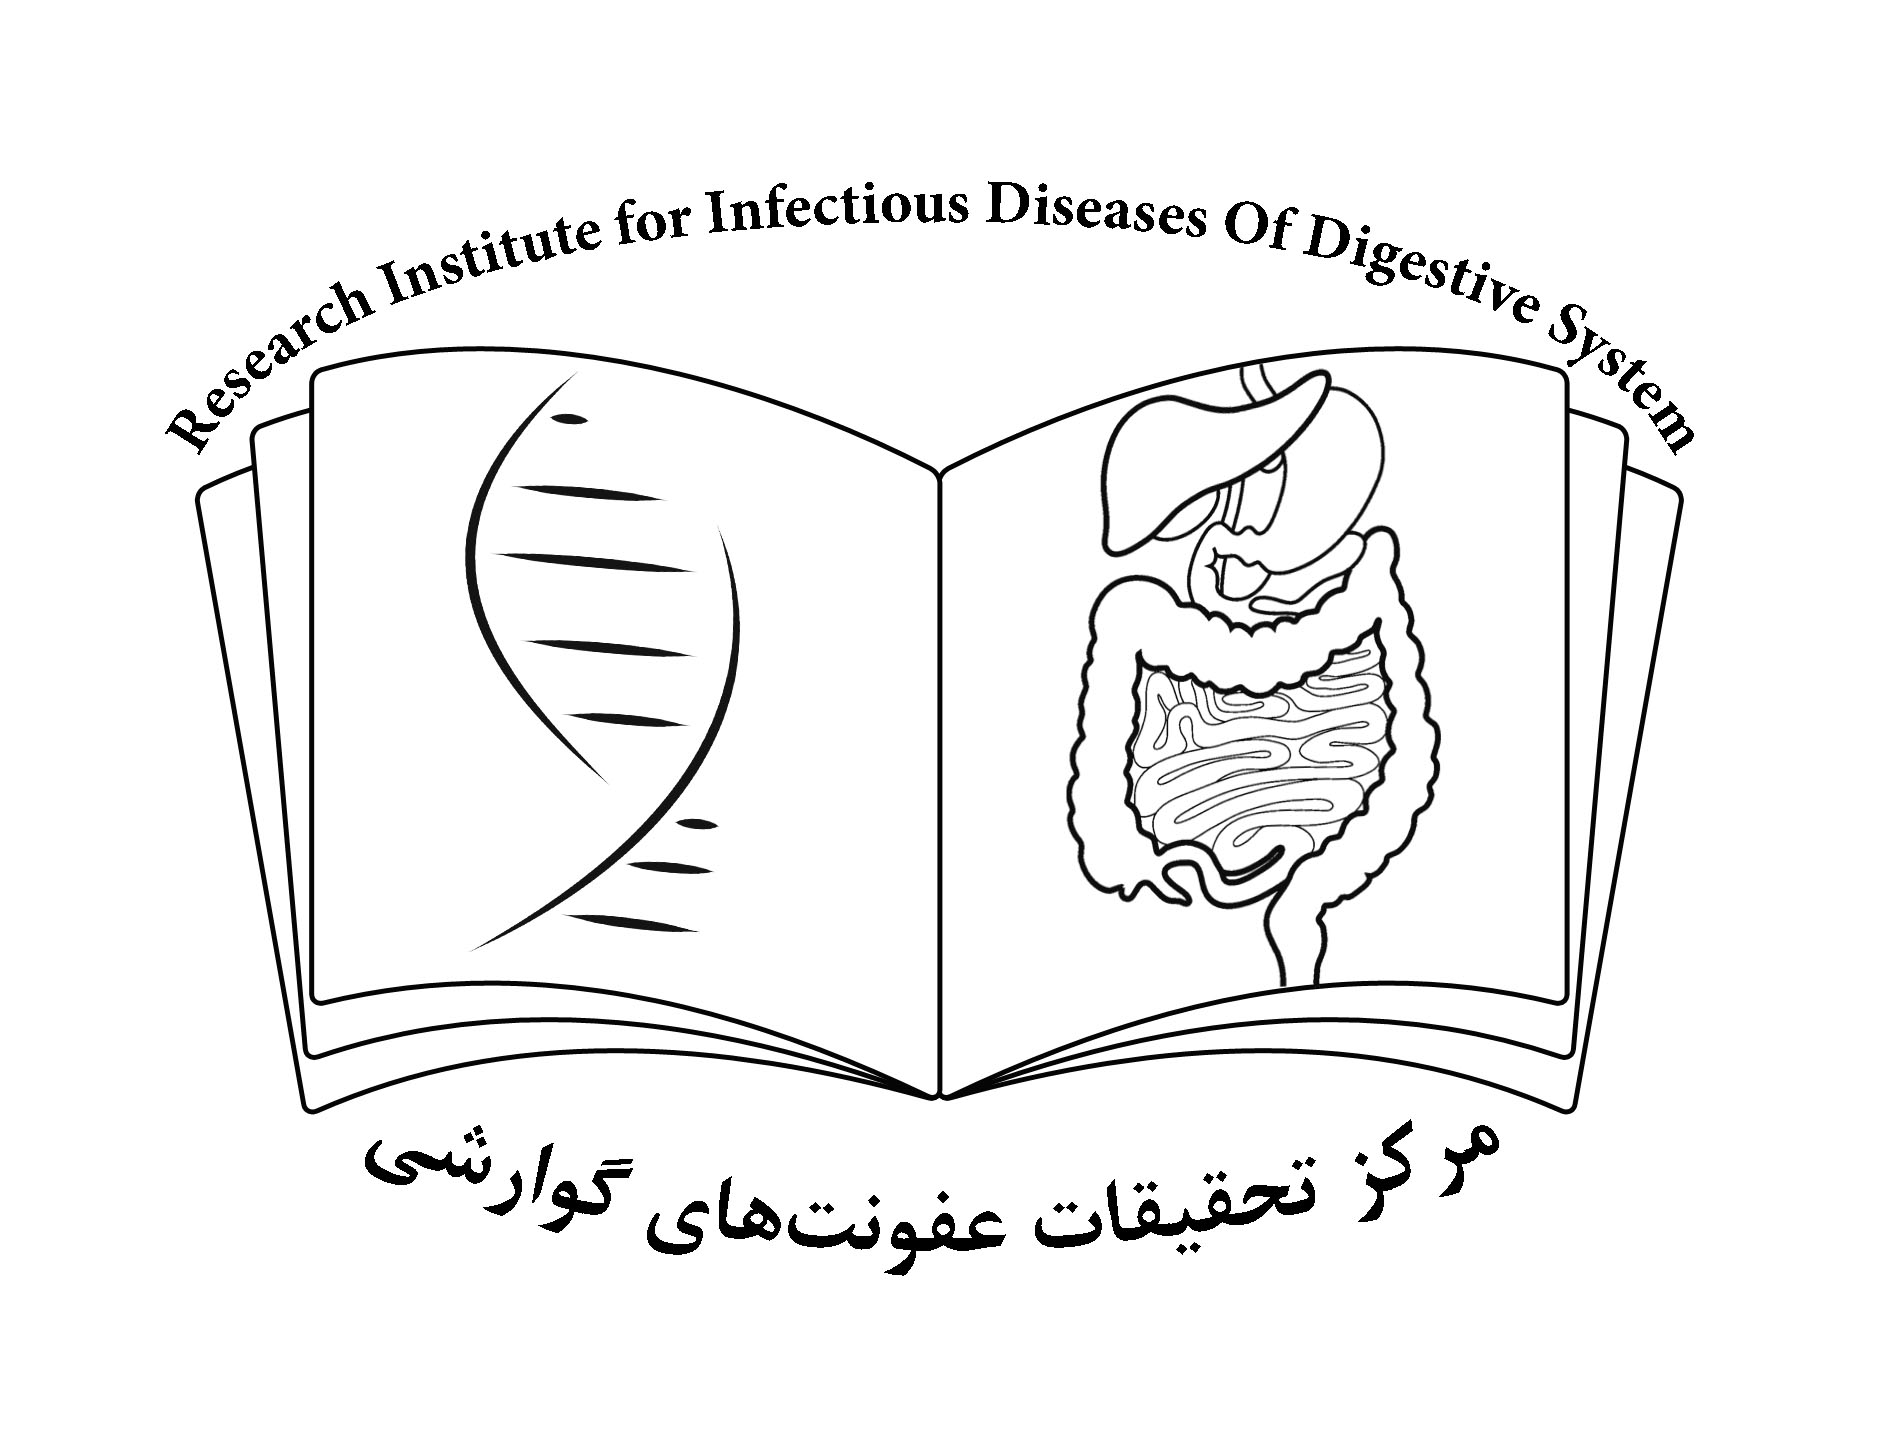 Research Institute for Infectious Diseases Of Digestive System
مرکز تحقیقات عفونت‌های گوارشی